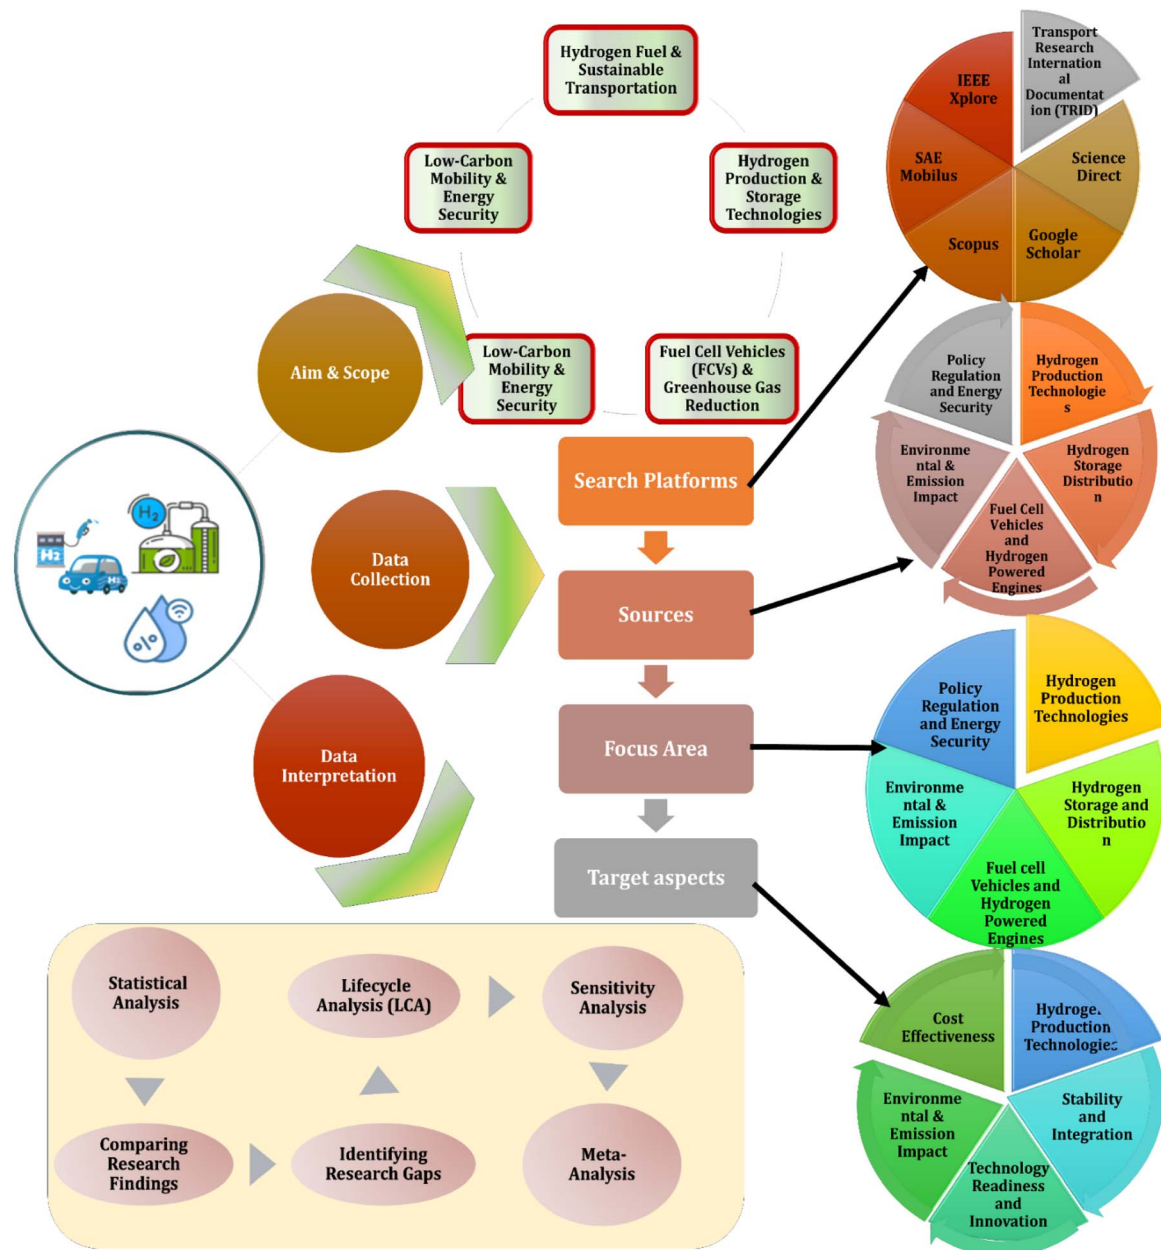 Hydrogen Fuel &
Sustainable
Transportation
Low-Carbon
Mobility &
Energy
Security
Hydrogen
Production &
Storage
Technologies
Low-Carbon
Mobility &
Energy
Security
Fuel Cell Vehicles
(FCVs) &
Greenhouse Gas
Reduction
Aim & Scope
Data
Collection
Data
Interpretation
H2
H2
H2
%
Search Platforms
Sources
Focus Area
Target aspects
IEEE
Xplore
Transport
Research
Internation
al
Documentat
ion (TRID)
SAE
Mobilus
Science
Direct
Scopus
Google
Scholar
Policy
Regulation
and Energy
Security
Hydrogen
Production
Technologie
s
Environme
ntal &
Emission
Impact
Hydrogen
Storage
Distributio
n
Fuel Cell
Vehicles
and
Hydrogen
Powered
Engines
Policy
Regulation
and Energy
Security
Hydrogen
Production
Technologies
Environme
ntal &
Emission
Impact
Hydrogen
Storage and
Distributio
n
Fuel cell
Vehicles and
Hydrogen
Powered
Engines
Cost
Effectiveness
Hydrogen
Production
Technologies
Environme
ntal &
Emission
Impact
Stability
and
Integration
Technology
Readiness
and
Innovation
Statistical
Analysis
Lifecycle
Analysis (LCA)
Sensitivity
Analysis
Comparing
Research
Findings
Identifying
Research Gaps
Meta-
Analysis